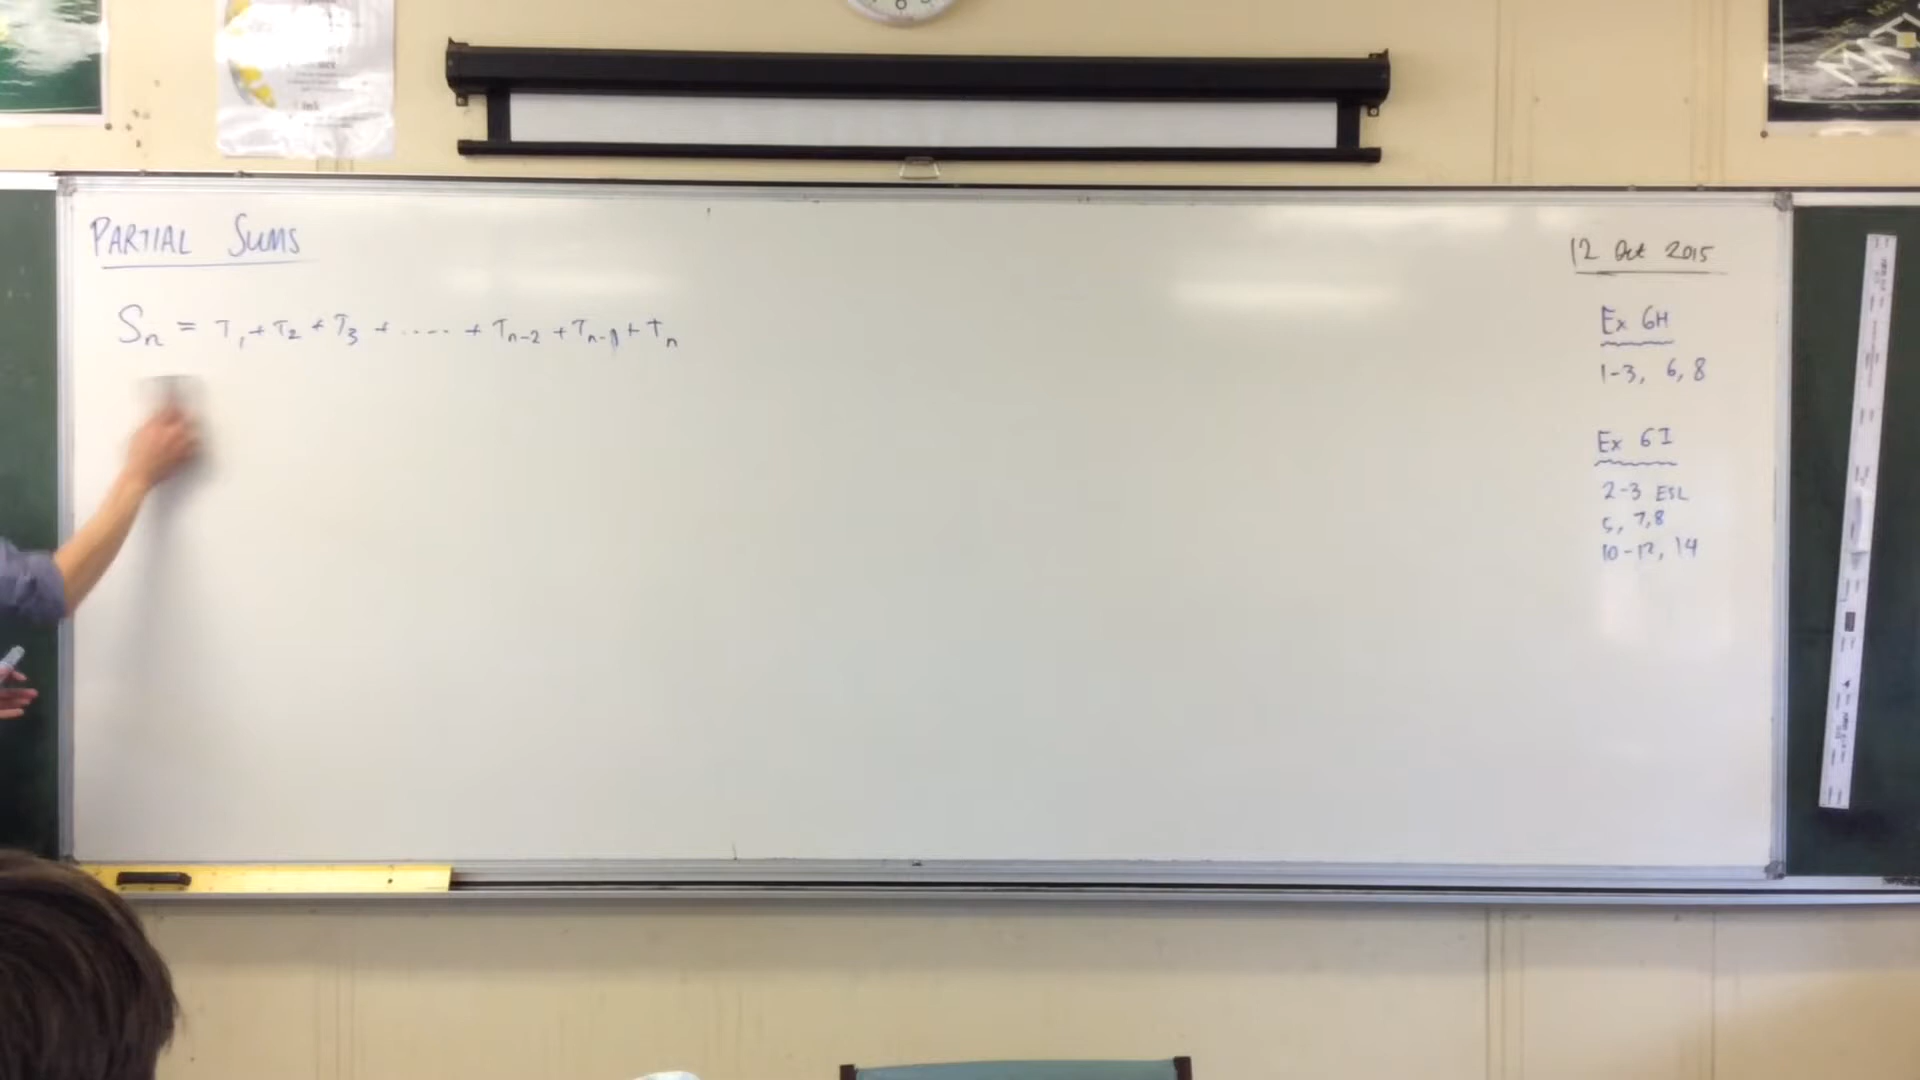 PARTIAL SUMS
Sₙ = T₁ + T₂ + T₃ + ..... + Tₙ₋₂ + Tₙ₋₁ + Tₙ
12 Oct 2015
Ex 6H
1-3, 6, 8
Ex 6I
2-3 ESL
5, 7,8
10-12, 14